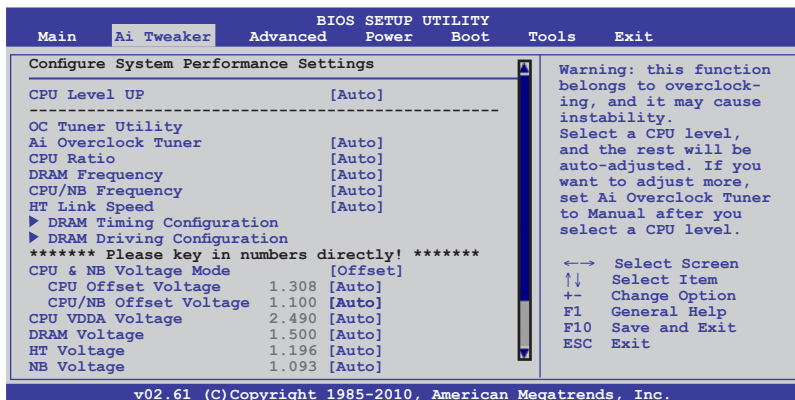 BIOS SETUP UTILITY
Main Ai Tweaker Advanced Power Boot Tools Exit
Configure System Performance Settings
CPU Level UP [Auto]
--------------------------------------------------
OC Tuner Utility
Ai Overclock Tuner [Auto]
CPU Ratio [Auto]
DRAM Frequency [Auto]
CPU/NB Frequency [Auto]
HT Link Speed [Auto]
▶ DRAM Timing Configuration
▶ DRAM Driving Configuration
******* Please key in numbers directly! *******
CPU & NB Voltage Mode [Offset]
CPU Offset Voltage 1.308 [Auto]
CPU/NB Offset Voltage 1.100 [Auto]
CPU VDDA Voltage 2.490 [Auto]
DRAM Voltage 1.500 [Auto]
HT Voltage 1.196 [Auto]
NB Voltage 1.093 [Auto]
Warning: this function
belongs to overclock-
ing, and it may cause
instability.
Select a CPU level,
and the rest will be
auto-adjusted. If you
want to adjust more,
set Ai Overclock Tuner
to Manual after you
select a CPU level.
←→ Select Screen
↑↓ Select Item
+- Change Option
F1 General Help
F10 Save and Exit
ESC Exit
v02.61 (C)Copyright 1985-2010, American Megatrends, Inc.